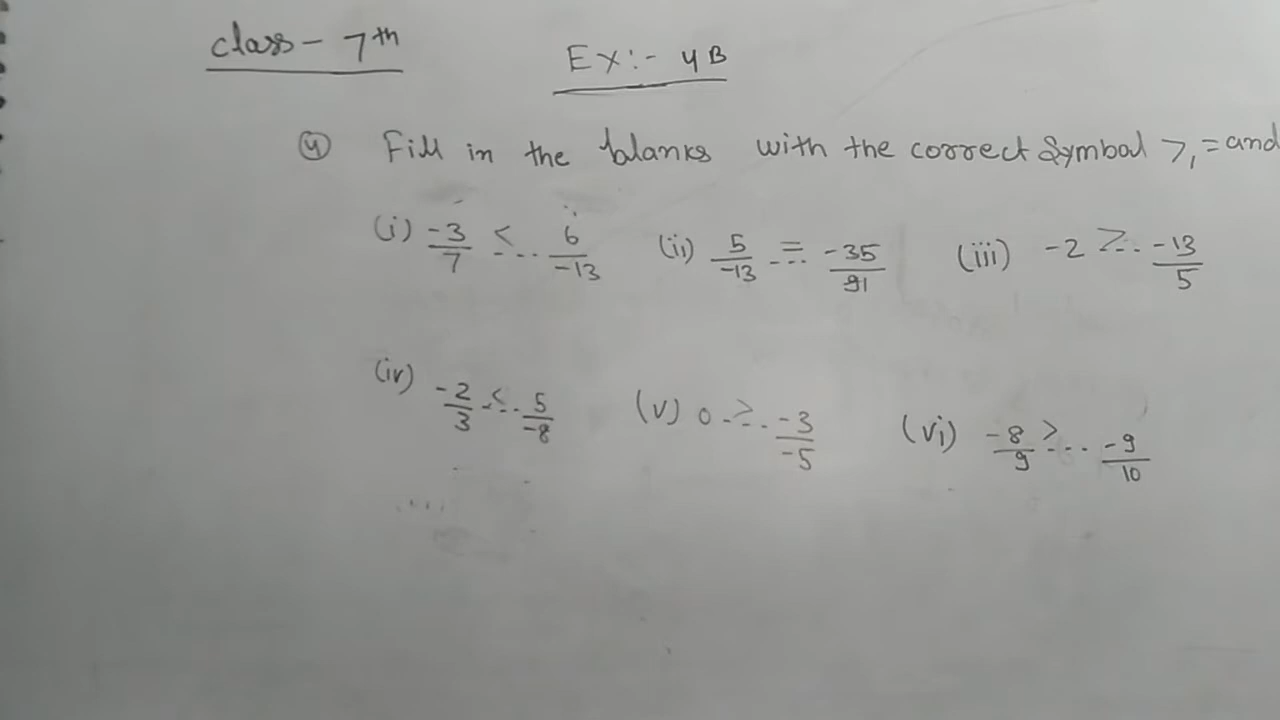 class - 7th
Ex:- 4B
④ Fill in the blanks with the correct Symbol >, = and
(i) -3/7 <... 6/-13 (ii) 5/-13 ...=... -35/91 (iii) -2 >... -13/5
(iv) -2/3 ..<.. 5/-8 (v) 0 ..>.. -3/-5 (vi) -8/9 >... -9/10